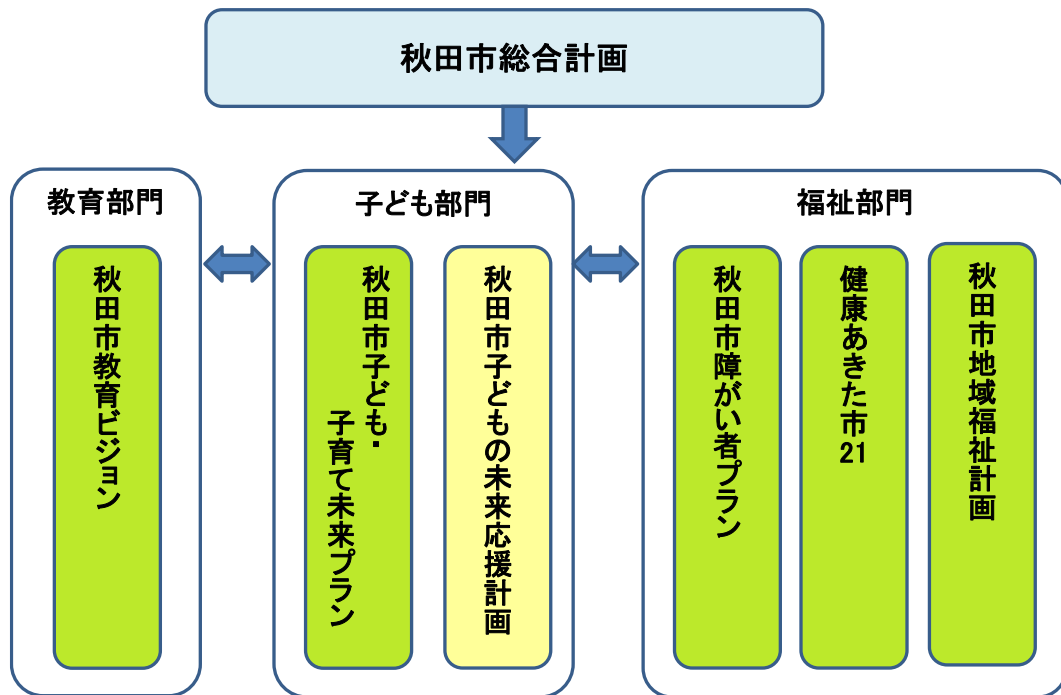 秋田市総合計画
教育部門
秋田市教育ビジョン
子ども部門
秋田市子ども・
子育て未来プラン
秋田市子どもの未来応援計画
福祉部門
秋田市障がい者プラン
健康あきた市21
秋田市地域福祉計画